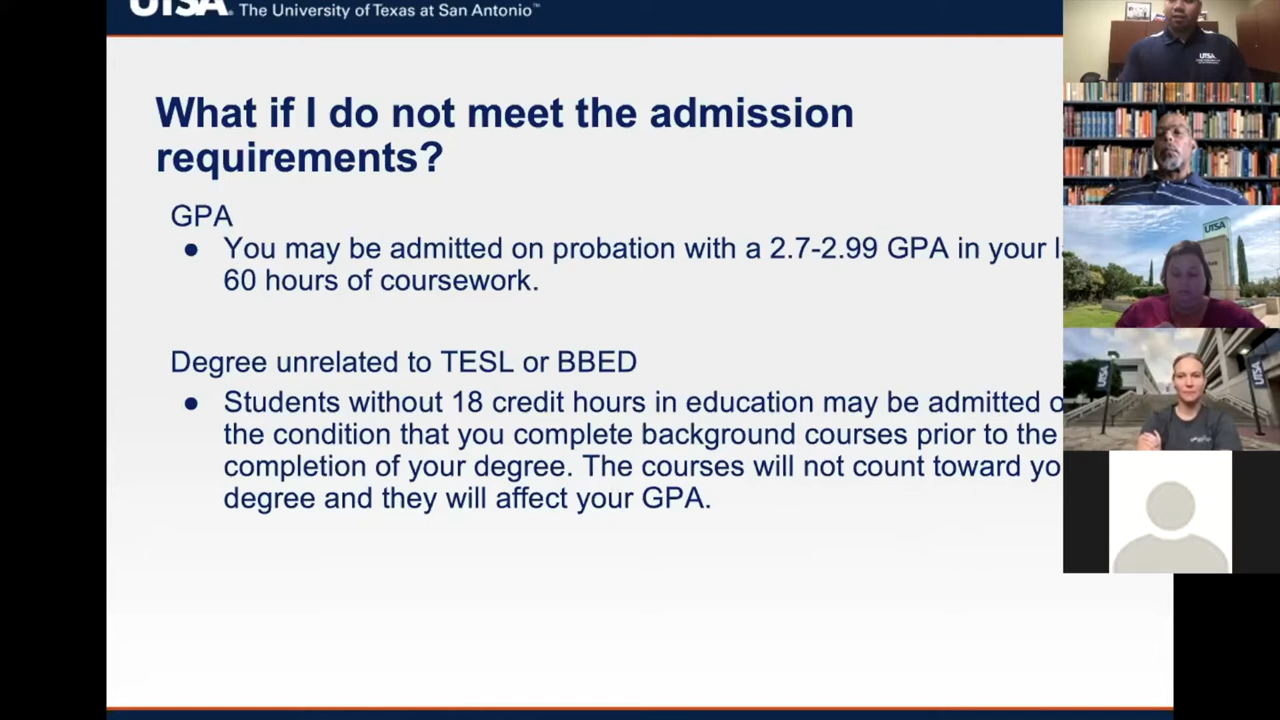 UTSA. The University of Texas at San Antonio™
What if I do not meet the admission
requirements?
GPA
● You may be admitted on probation with a 2.7-2.99 GPA in your
60 hours of coursework.
Degree unrelated to TESL or BBED
● Students without 18 credit hours in education may be admitted
the condition that you complete background courses prior to the
completion of your degree. The courses will not count toward
degree and they will affect your GPA.
UTSA
UTSA
UTSA
UTSA